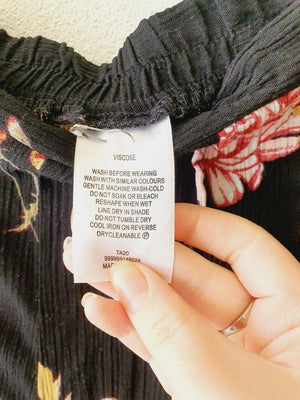 VISCOSE
WASH BEFORE WEARING
WASH WITH SIMILAR COLOURS
GENTLE MACHINE WASH-COLD
DO NOT SOAK OR BLEACH
RESHAPE WHEN WET
LINE DRY IN SHADE
DO NOT TUMBLE DRY
COOL IRON ON REVERSE
DRYCLEANABLE Ⓟ
TA20